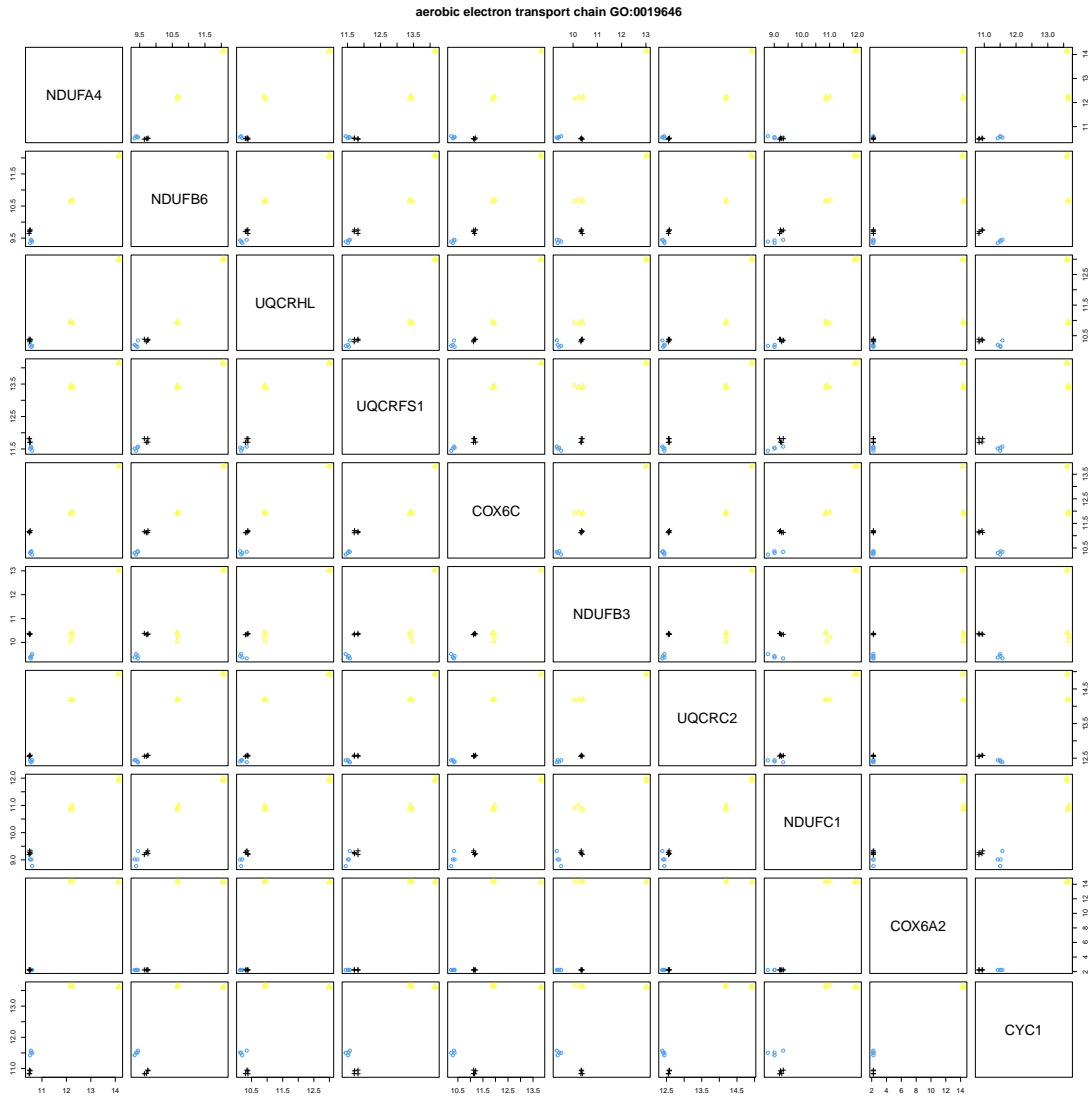 aerobic electron transport chain GO:0019646
9.5 10.5 11.5 11.5 12.5 13.5 10 11 12 13 9.0 10.0 11.0 12.0 11.0 12.0 13.0
NDUFA4
11 12 13 14
NDUFB6
9.5 10.5 11.5
UQCRHL
10.5 11.5 12.5
UQCRFS1
11.5 12.5 13.5
COX6C
10.5 11.5 12.5 13.5
NDUFB3
10 11 12 13
UQCRC2
12.5 13.5 14.5
NDUFC1
9.0 10.0 11.0 12.0
COX6A2
2 4 6 8 10 12 14
CYC1
11.0 12.0 13.0
11 12 13 14 10.5 11.5 12.5 10.5 11.5 12.5 13.5 12.5 13.5 14.5 2 4 6 8 10 12 14